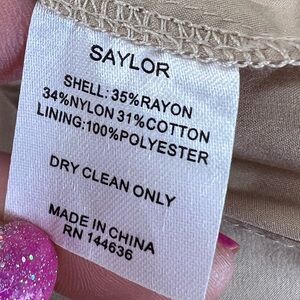 SAYLOR
SHELL: 35%RAYON
34%NYLON 31%COTTON
LINING:100%POLYESTER
DRY CLEAN ONLY
MADE IN CHINA
RN 144636